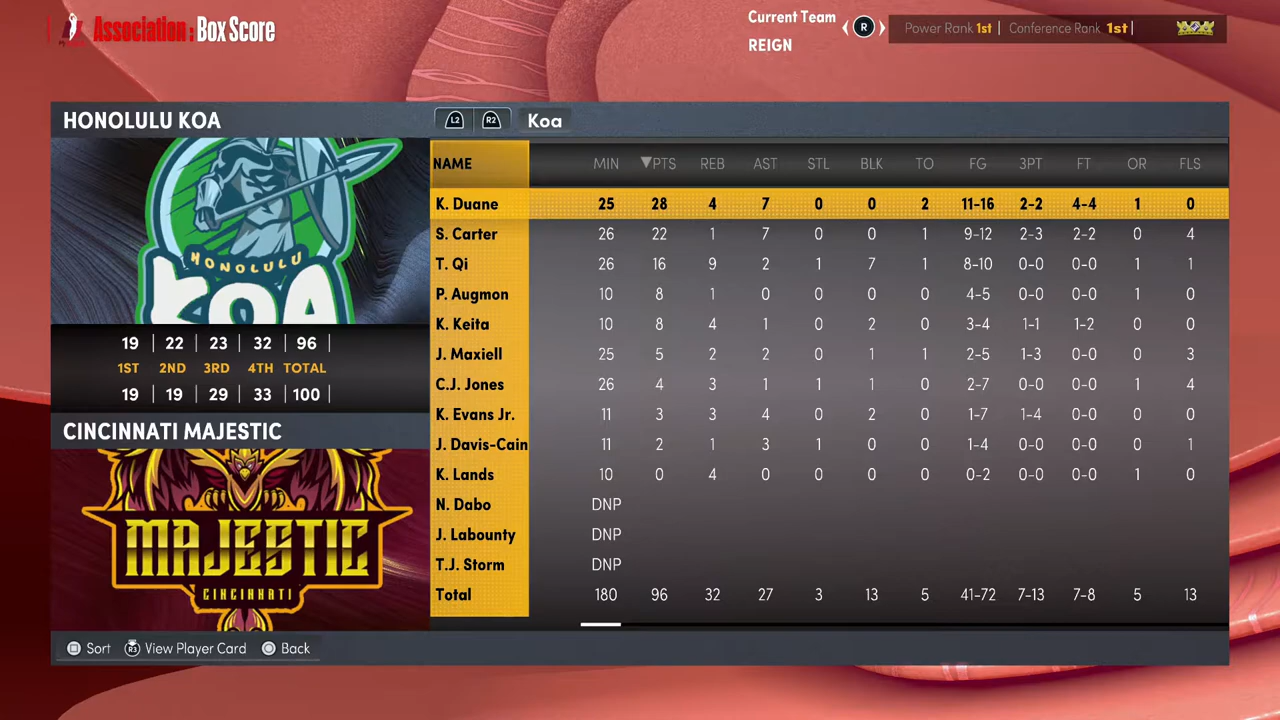 Association : Box Score
Current Team
REIGN
R
Power Rank 1st | Conference Rank 1st |
HONOLULU KOA
HONOLULU
KOA
19 | 22 | 23 | 32 | 96 |
1ST 2ND 3RD 4TH TOTAL
19 | 19 | 29 | 33 | 100 |
CINCINNATI MAJESTIC
MAJESTIC
CINCINNATI
L2 R2 Koa
NAME MIN ▼PTS REB AST STL BLK TO FG 3PT FT OR FLS
K. Duane 25 28 4 7 0 0 2 11-16 2-2 4-4 1 0
S. Carter 26 22 1 7 0 0 1 9-12 2-3 2-2 0 4
T. Qi 26 16 9 2 1 7 1 8-10 0-0 0-0 1 1
P. Augmon 10 8 1 0 0 0 0 4-5 0-0 0-0 1 0
K. Keita 10 8 4 1 0 2 0 3-4 1-1 1-2 0 0
J. Maxiell 25 5 2 2 0 1 1 2-5 1-3 0-0 0 3
C.J. Jones 26 4 3 1 1 1 0 2-7 0-0 0-0 1 4
K. Evans Jr. 11 3 3 4 0 2 0 1-7 1-4 0-0 0 0
J. Davis-Cain 11 2 1 3 1 0 0 1-4 0-0 0-0 0 1
K. Lands 10 0 4 0 0 0 0 0-2 0-0 0-0 1 0
N. Dabo DNP
J. Labounty DNP
T.J. Storm DNP
Total 180 96 32 27 3 13 5 41-72 7-13 7-8 5 13
Sort R3 View Player Card Back